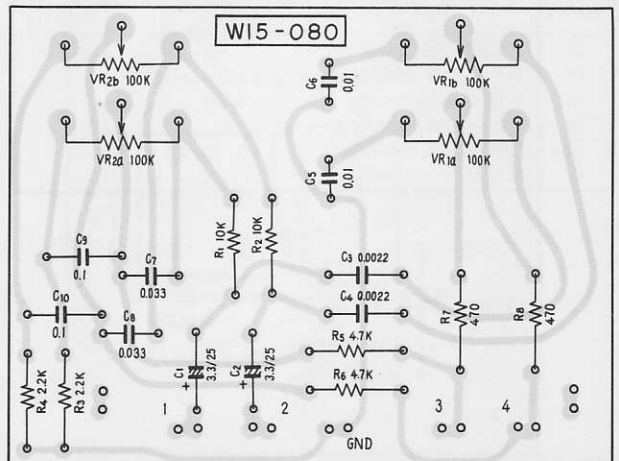 W15-080
VR2b 100K
C6 0.01
VR1b 100K
VR2a 100K
C5 0.01
VR1a 100K
R1 10K
R2 10K
C9
0.1
C7
0.033
C3 0.0022
C10
0.1
C8
0.033
C4 0.0022
R7 470
R8 470
R5 4.7K
C1 3.3/25
+
C2 3.3/25
+
R6 4.7K
R4 2.2K
R3 2.2K
1
2
3
4
GND